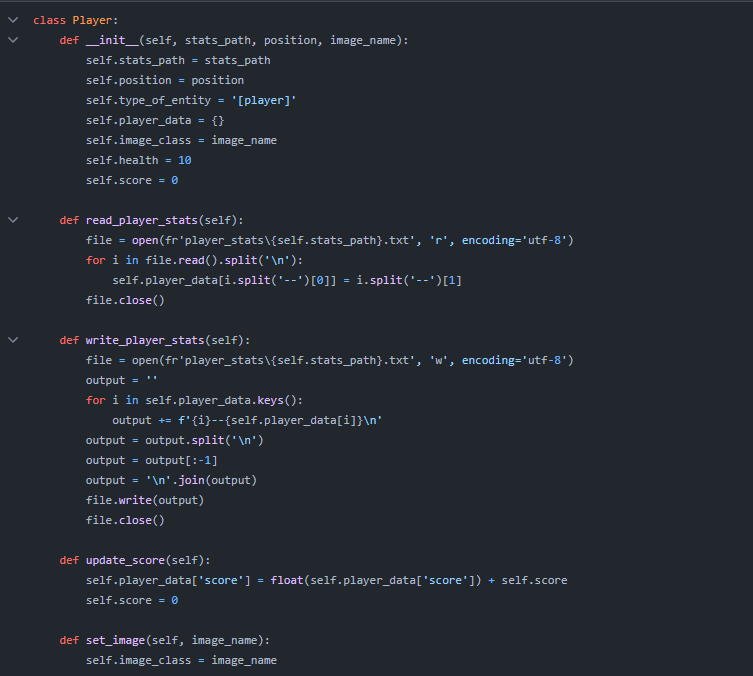 class Player:
    def __init__(self, stats_path, position, image_name):
        self.stats_path = stats_path
        self.position = position
        self.type_of_entity = '[player]'
        self.player_data = {}
        self.image_class = image_name
        self.health = 10
        self.score = 0

    def read_player_stats(self):
        file = open(fr'player_stats\{self.stats_path}.txt', 'r', encoding='utf-8')
        for i in file.read().split('\n'):
            self.player_data[i.split('--')[0]] = i.split('--')[1]
        file.close()

    def write_player_stats(self):
        file = open(fr'player_stats\{self.stats_path}.txt', 'w', encoding='utf-8')
        output = ''
        for i in self.player_data.keys():
            output += f'{i}--{self.player_data[i]}\n'
        output = output.split('\n')
        output = output[:-1]
        output = '\n'.join(output)
        file.write(output)
        file.close()

    def update_score(self):
        self.player_data['score'] = float(self.player_data['score']) + self.score
        self.score = 0

    def set_image(self, image_name):
        self.image_class = image_name